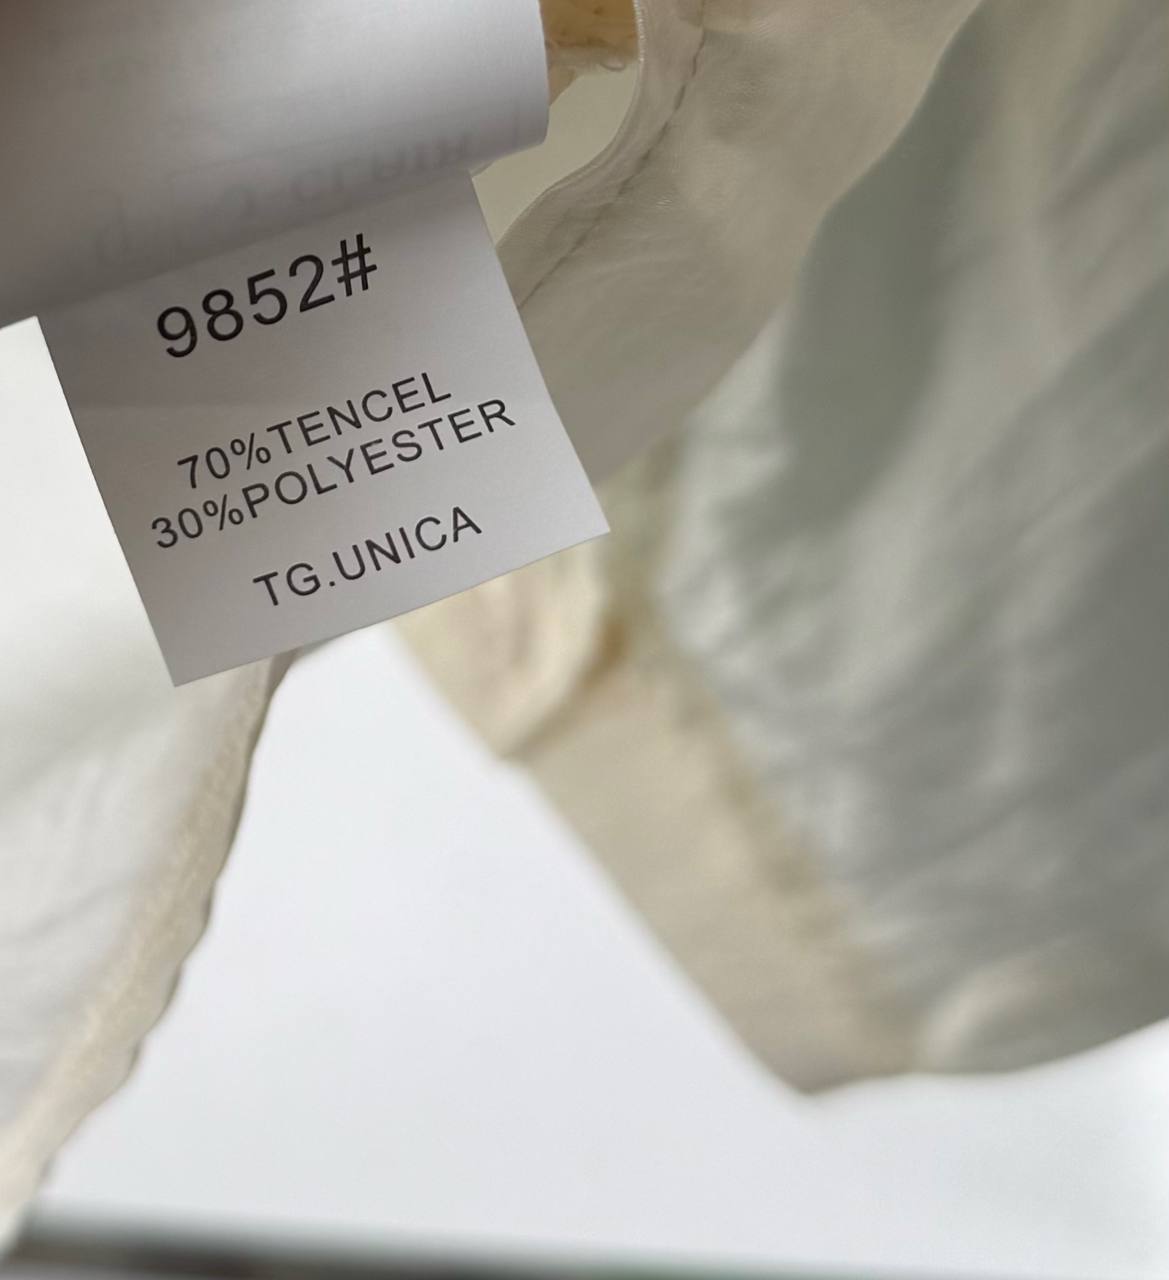 9852#
70%TENCEL
30%POLYESTER
TG.UNICA